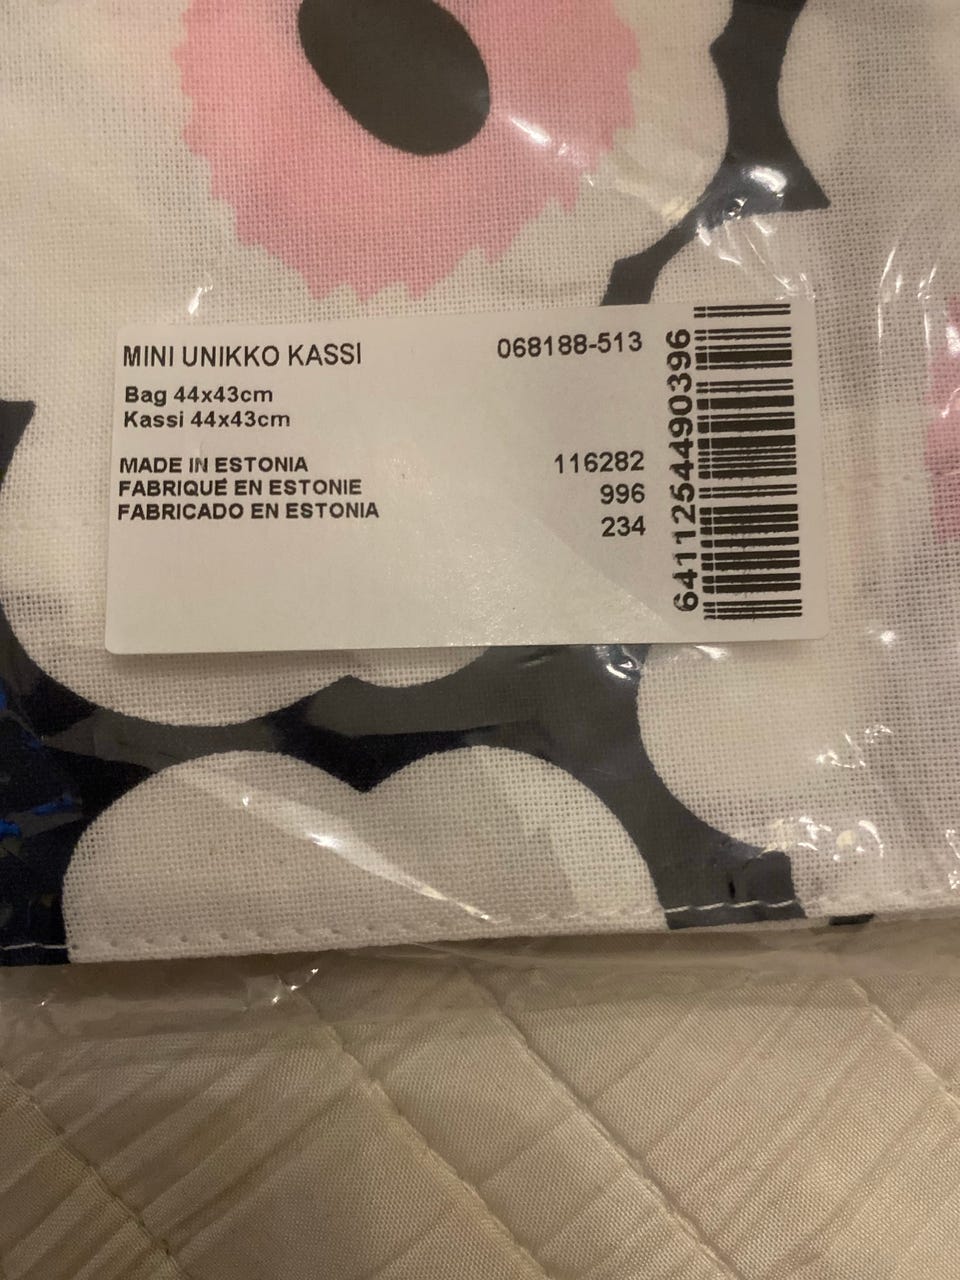 MINI UNIKKO KASSI
068188-513
Bag 44x43cm
Kassi 44x43cm
MADE IN ESTONIA
FABRIQUÉ EN ESTONIE
FABRICADO EN ESTONIA
116282
996
234
6411254490396